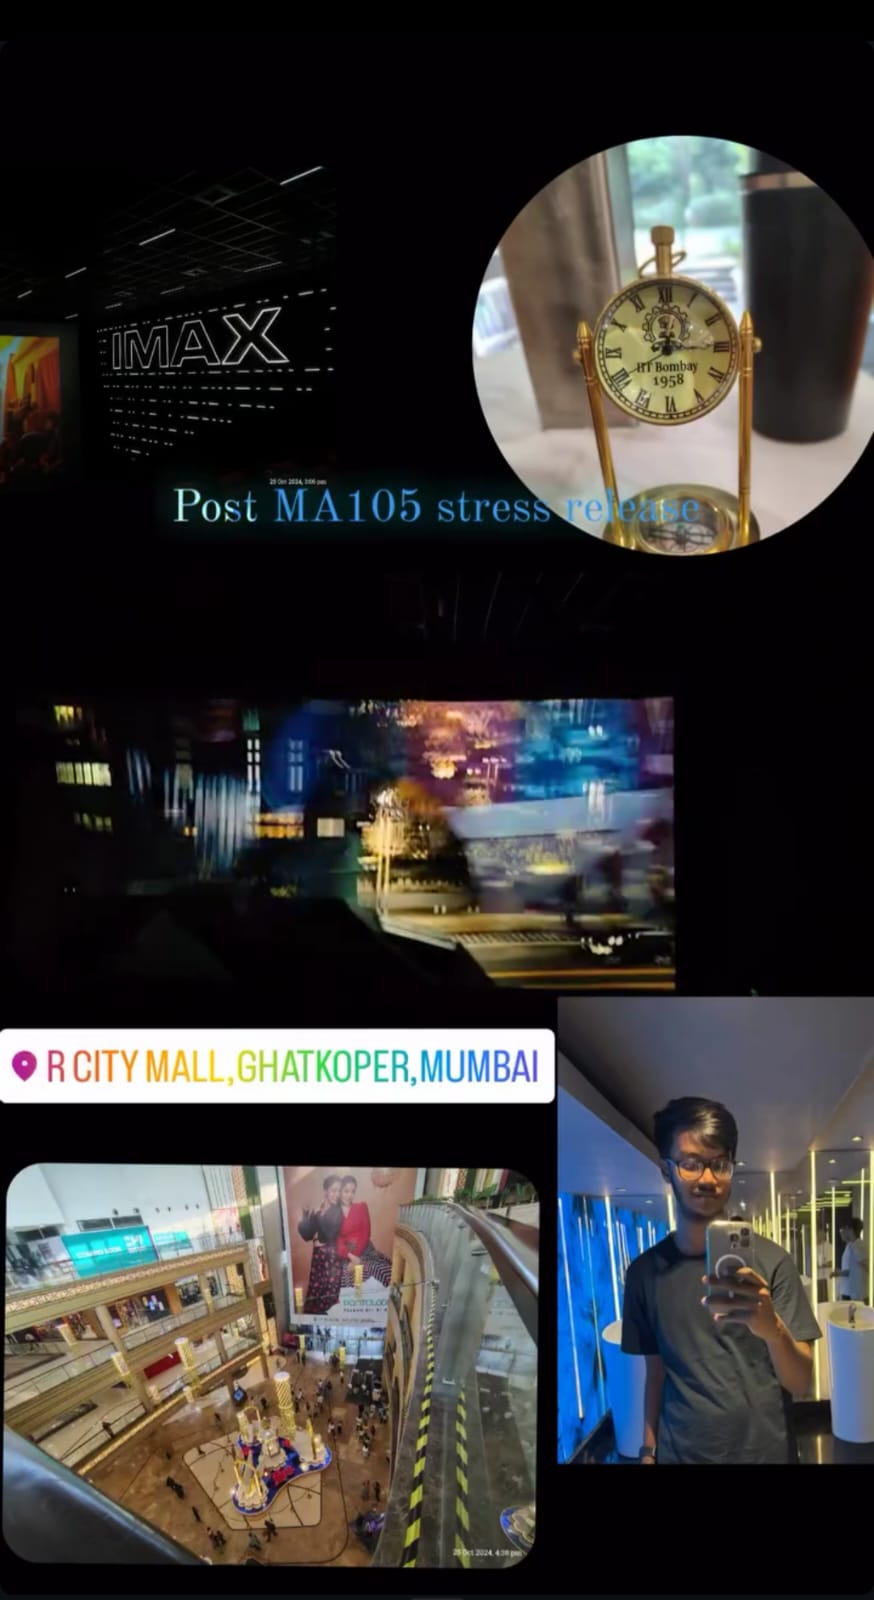 IMAX
IIT Bombay
1958
25 Oct 2024, 3:06 pm
Post MA105 stress release
R CITY MALL,GHATKOPER,MUMBAI
25 Oct 2024, 4:38 pm